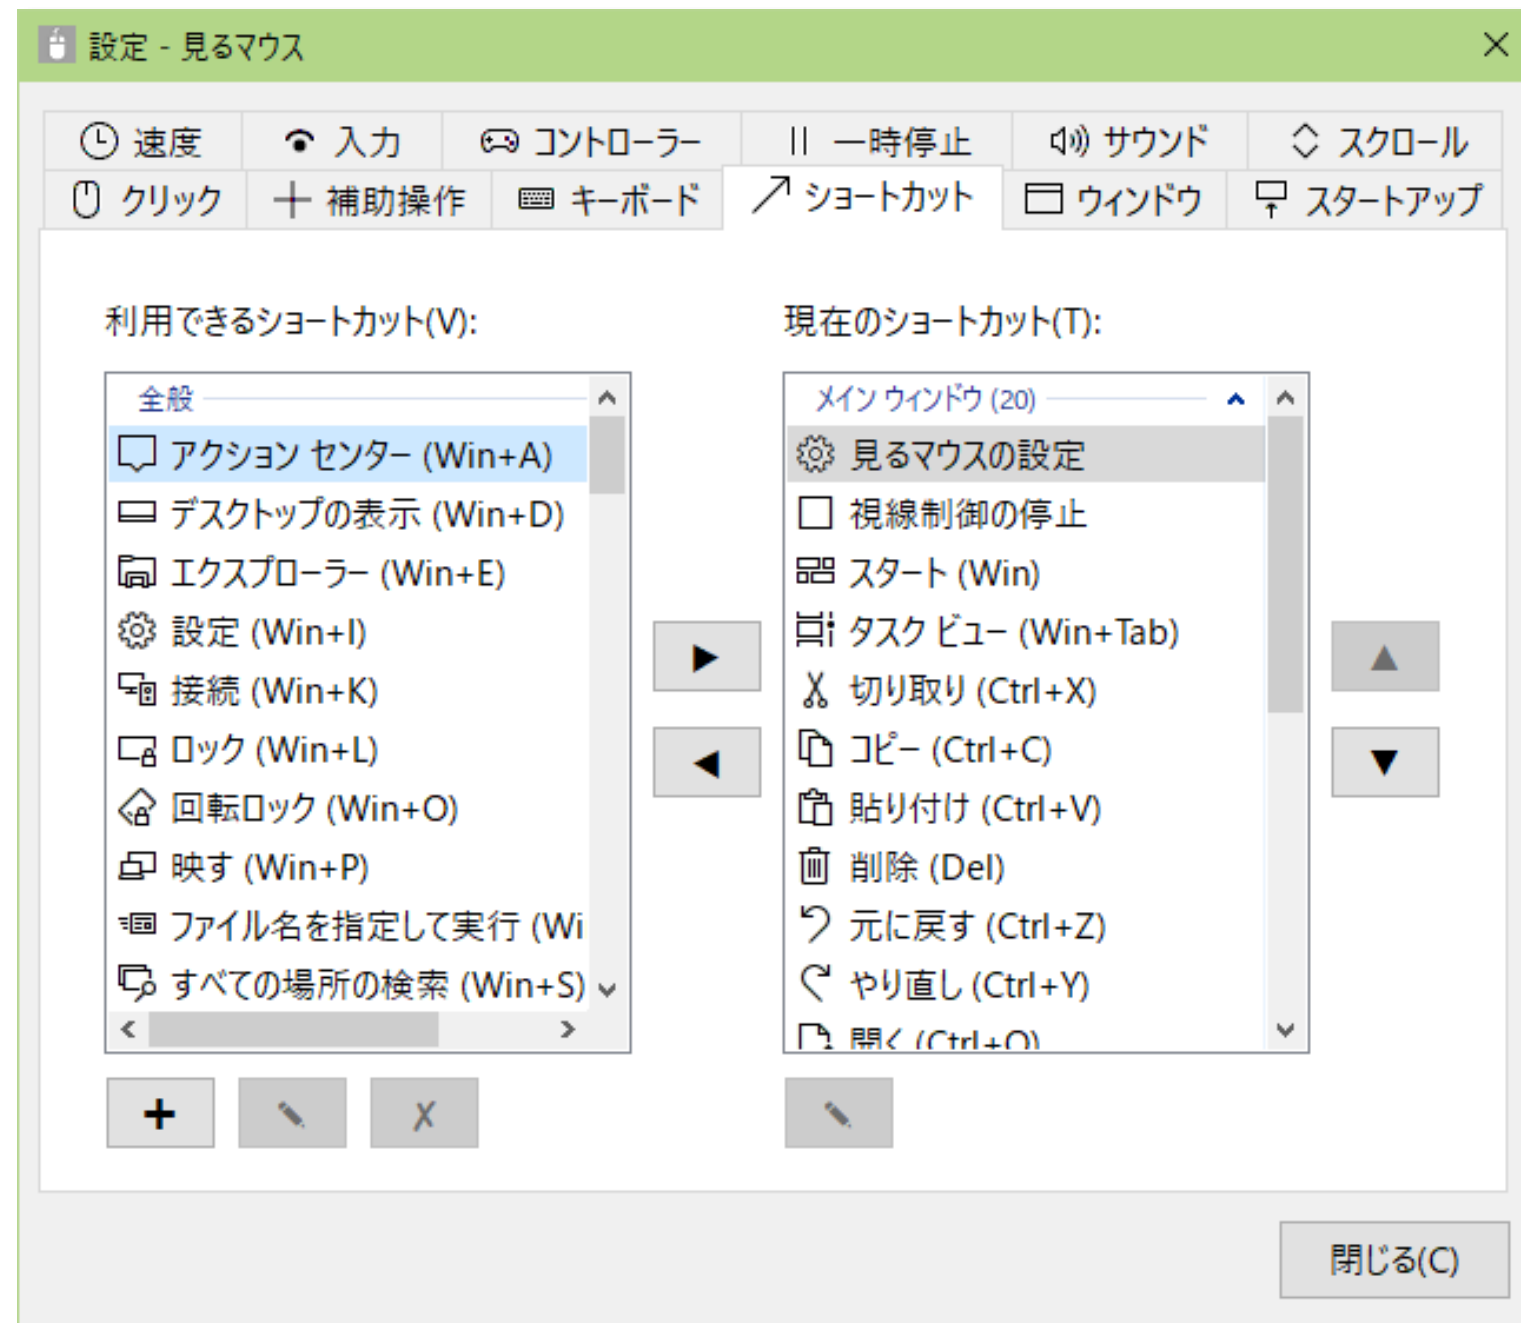 設定 - 見るマウス
速度 入力 コントローラー 一時停止 サウンド スクロール
クリック 補助操作 キーボード ショートカット ウィンドウ スタートアップ
利用できるショートカット(V):
全般
アクション センター (Win+A)
デスクトップの表示 (Win+D)
エクスプローラー (Win+E)
設定 (Win+I)
接続 (Win+K)
ロック (Win+L)
回転ロック (Win+O)
映す (Win+P)
ファイル名を指定して実行 (Wi
すべての場所の検索 (Win+S)
現在のショートカット(T):
メイン ウィンドウ (20)
見るマウスの設定
視線制御の停止
スタート (Win)
タスク ビュー (Win+Tab)
切り取り (Ctrl+X)
コピー (Ctrl+C)
貼り付け (Ctrl+V)
削除 (Del)
元に戻す (Ctrl+Z)
やり直し (Ctrl+Y)
開く (Ctrl+O)
閉じる(C)